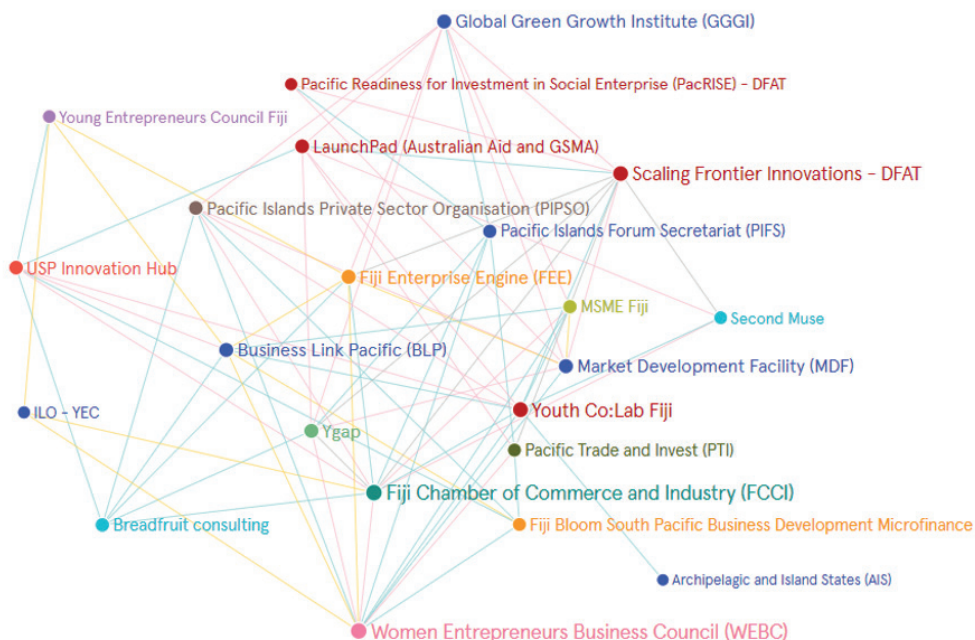 Global Green Growth Institute (GGGI)
Pacific Readiness for Investment in Social Enterprise (PacRISE) - DFAT
Young Entrepreneurs Council Fiji
LaunchPad (Australian Aid and GSMA)
Scaling Frontier Innovations - DFAT
Pacific Islands Private Sector Organisation (PIPSO)
Pacific Islands Forum Secretariat (PIFS)
USP Innovation Hub
Fiji Enterprise Engine (FEE)
MSME Fiji
Second Muse
Business Link Pacific (BLP)
Market Development Facility (MDF)
ILO - YEC
Youth Co:Lab Fiji
Ygap
Pacific Trade and Invest (PTI)
Fiji Chamber of Commerce and Industry (FCCI)
Breadfruit consulting
Fiji Bloom South Pacific Business Development Microfinance
Archipelagic and Island States (AIS)
Women Entrepreneurs Business Council (WEBC)